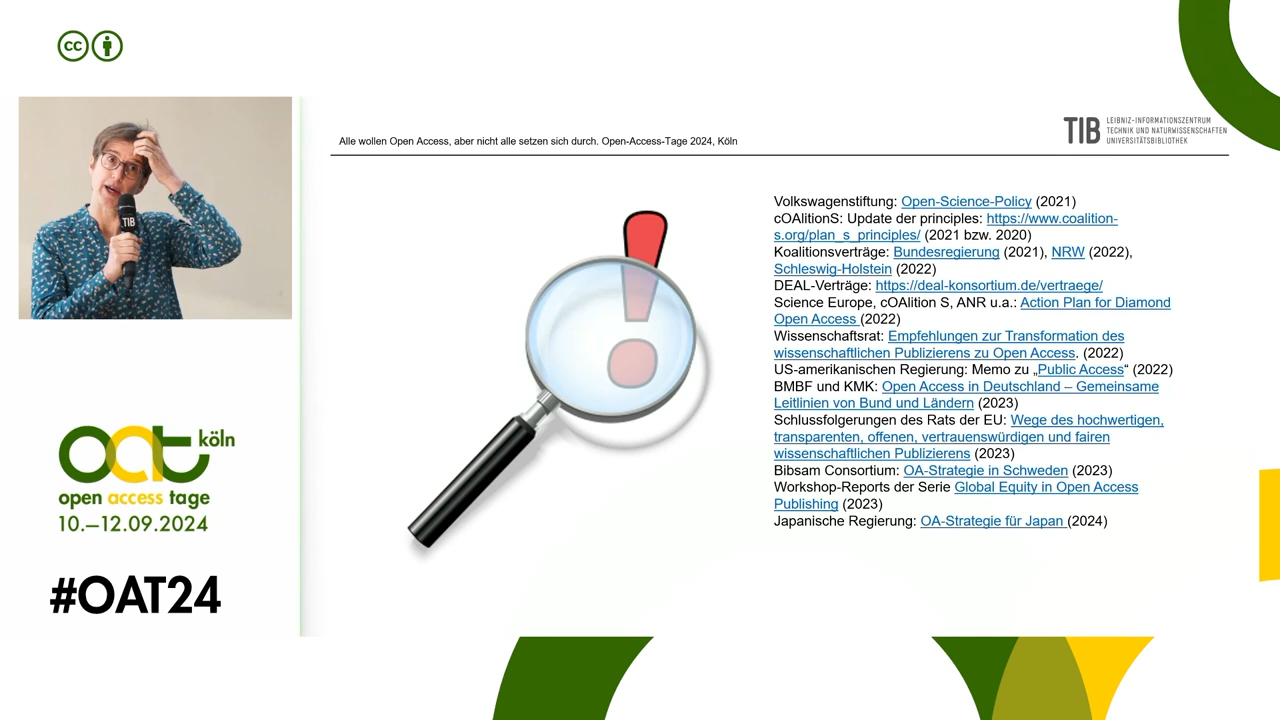 cc
TIB
Alle wollen Open Access, aber nicht alle setzen sich durch. Open-Access-Tage 2024, Köln
TIB
LEIBNIZ-INFORMATIONSZENTRUM
TECHNIK UND NATURWISSENSCHAFTEN
UNIVERSITÄTSBIBLIOTHEK
Volkswagenstiftung: Open-Science-Policy (2021)
cOAlitionS: Update der principles: https://www.coalition-
s.org/plan_s_principles/ (2021 bzw. 2020)
Koalitionsverträge: Bundesregierung (2021), NRW (2022),
Schleswig-Holstein (2022)
DEAL-Verträge: https://deal-konsortium.de/vertraege/
Science Europe, cOAlition S, ANR u.a.: Action Plan for Diamond
Open Access (2022)
Wissenschaftsrat: Empfehlungen zur Transformation des
wissenschaftlichen Publizierens zu Open Access. (2022)
US-amerikanischen Regierung: Memo zu „Public Access“ (2022)
BMBF und KMK: Open Access in Deutschland – Gemeinsame
Leitlinien von Bund und Ländern (2023)
Schlussfolgerungen des Rats der EU: Wege des hochwertigen,
transparenten, offenen, vertrauenswürdigen und fairen
wissenschaftlichen Publizierens (2023)
Bibsam Consortium: OA-Strategie in Schweden (2023)
Workshop-Reports der Serie Global Equity in Open Access
Publishing (2023)
Japanische Regierung: OA-Strategie für Japan (2024)
!
oat köln
open access tage
10.–12.09.2024
#OAT24